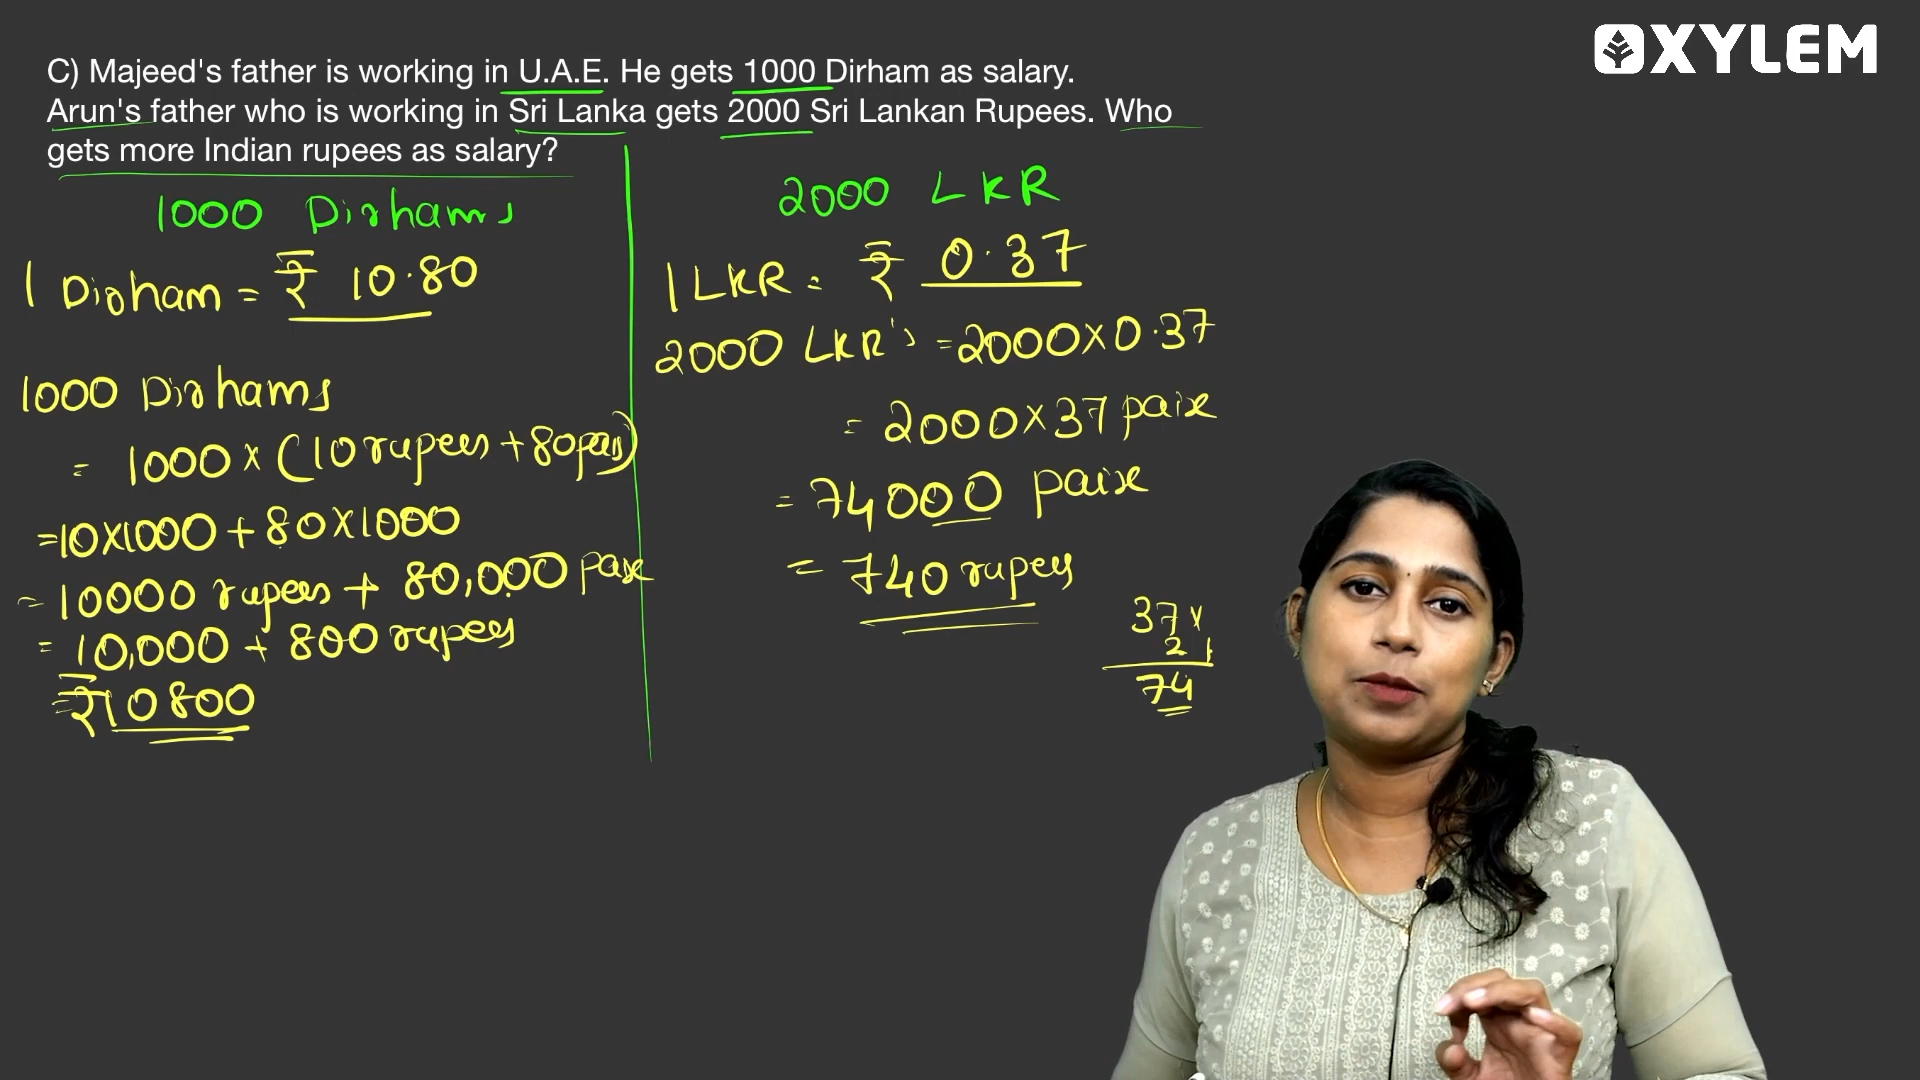 OXYLEM
C) Majeed's father is working in U.A.E. He gets 1000 Dirham as salary.
Arun's father who is working in Sri Lanka gets 2000 Sri Lankan Rupees. Who
gets more Indian rupees as salary?
1000 Dirhams
1 Dirham = ₹ 10.80
1000 Dirhams
= 1000 × (10 rupees + 80 paise)
=10×1000 + 80×1000
= 10000 rupees + 80,000 paise
= 10,000 + 800 rupees
=₹10800
2000 LKR
1 LKR = ₹ 0.37
2000 LKR's =2000×0.37
= 2000×37 paise
= 74000 paise
= 740 rupees
37×
2
74